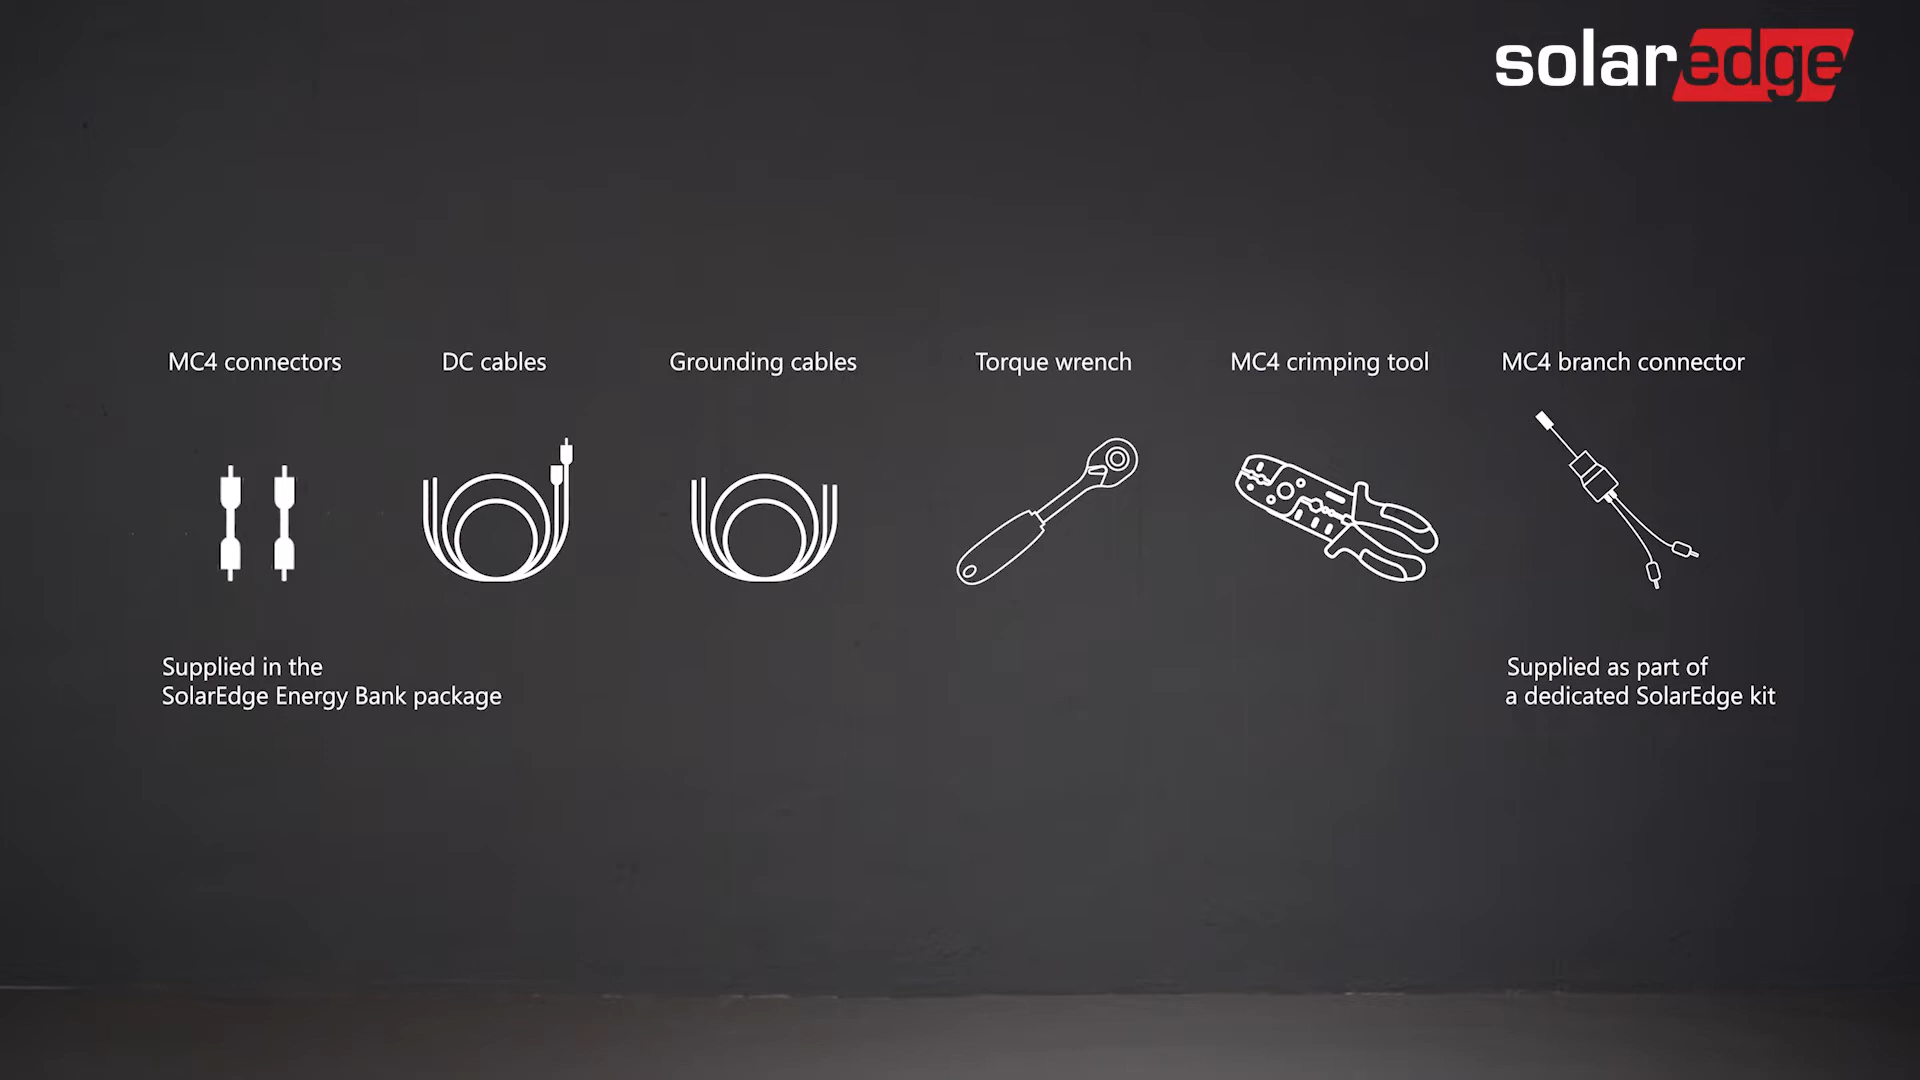 solaredge
MC4 connectors
DC cables
Grounding cables
Torque wrench
MC4 crimping tool
MC4 branch connector
Supplied in the
SolarEdge Energy Bank package
Supplied as part of
a dedicated SolarEdge kit